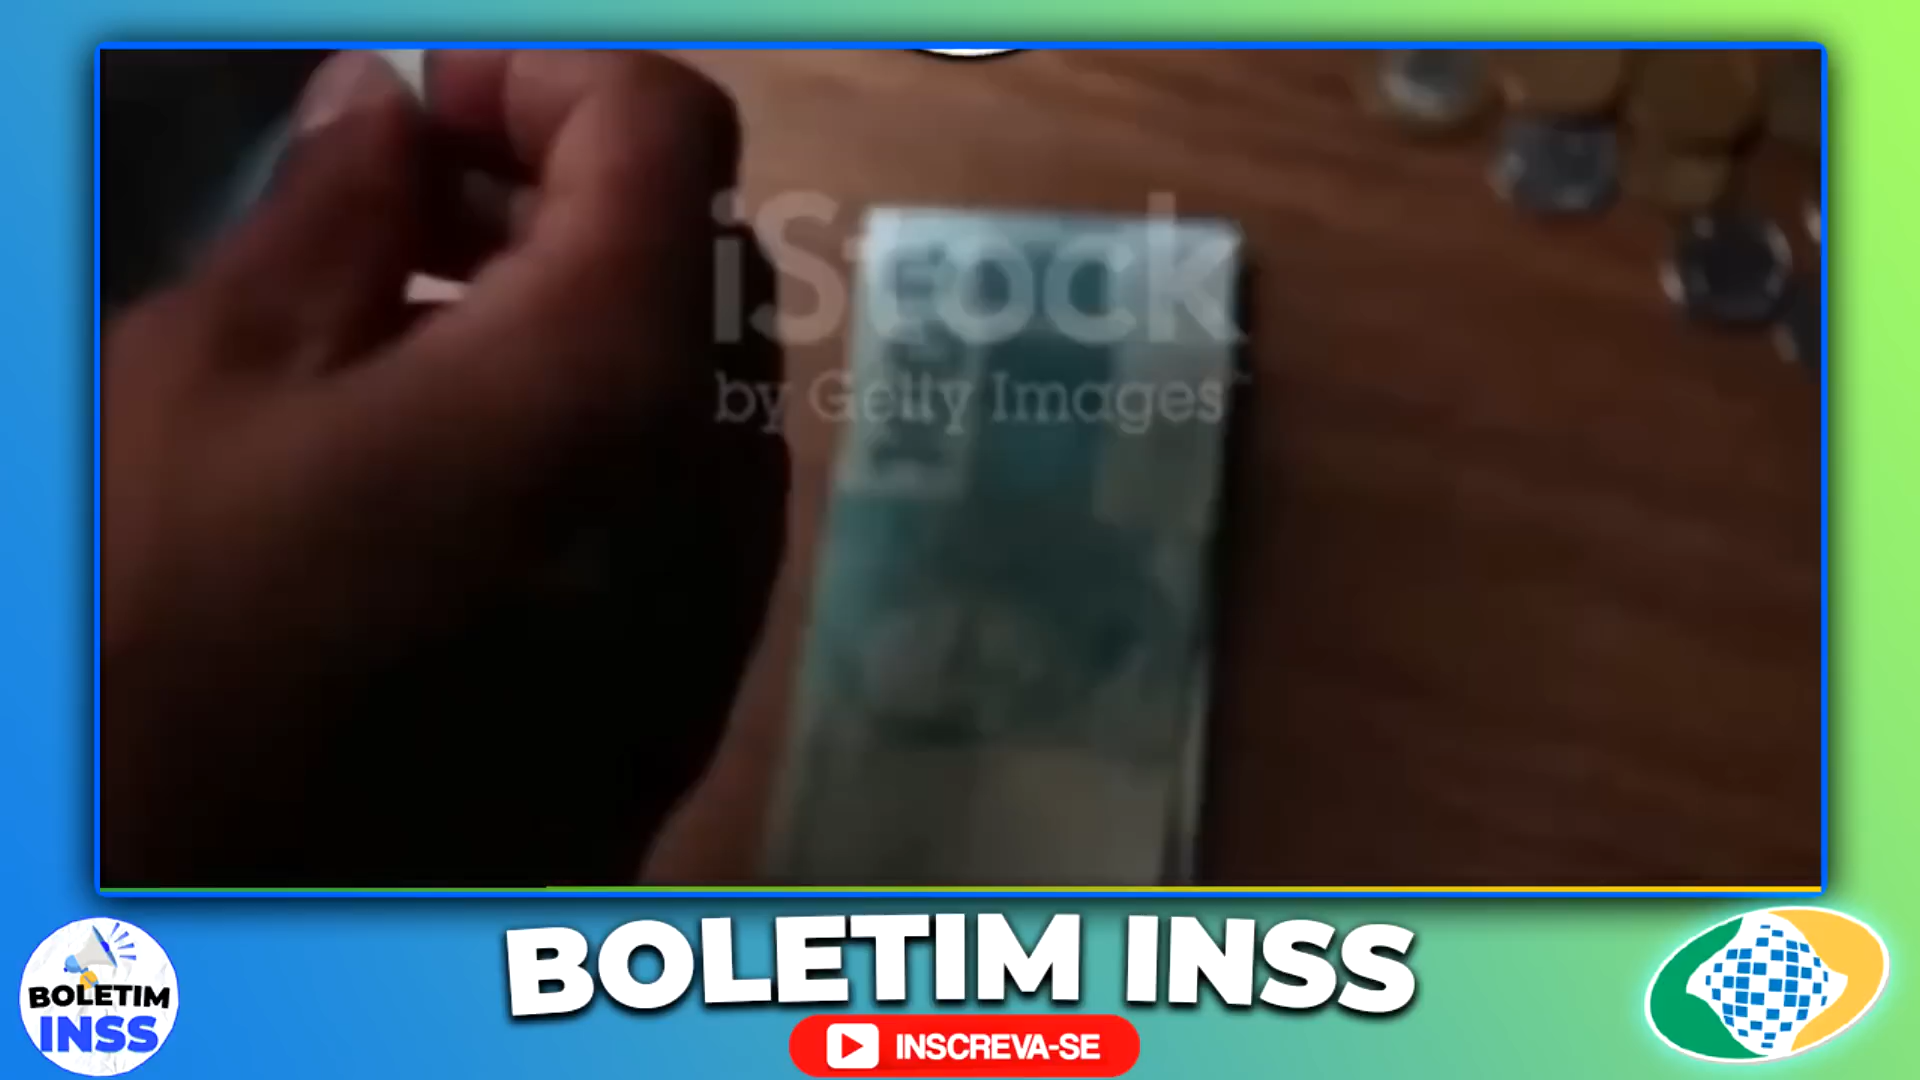 iStock
by Getty Images
BOLETIM INSS
BOLETIM
INSS
INSCREVA-SE